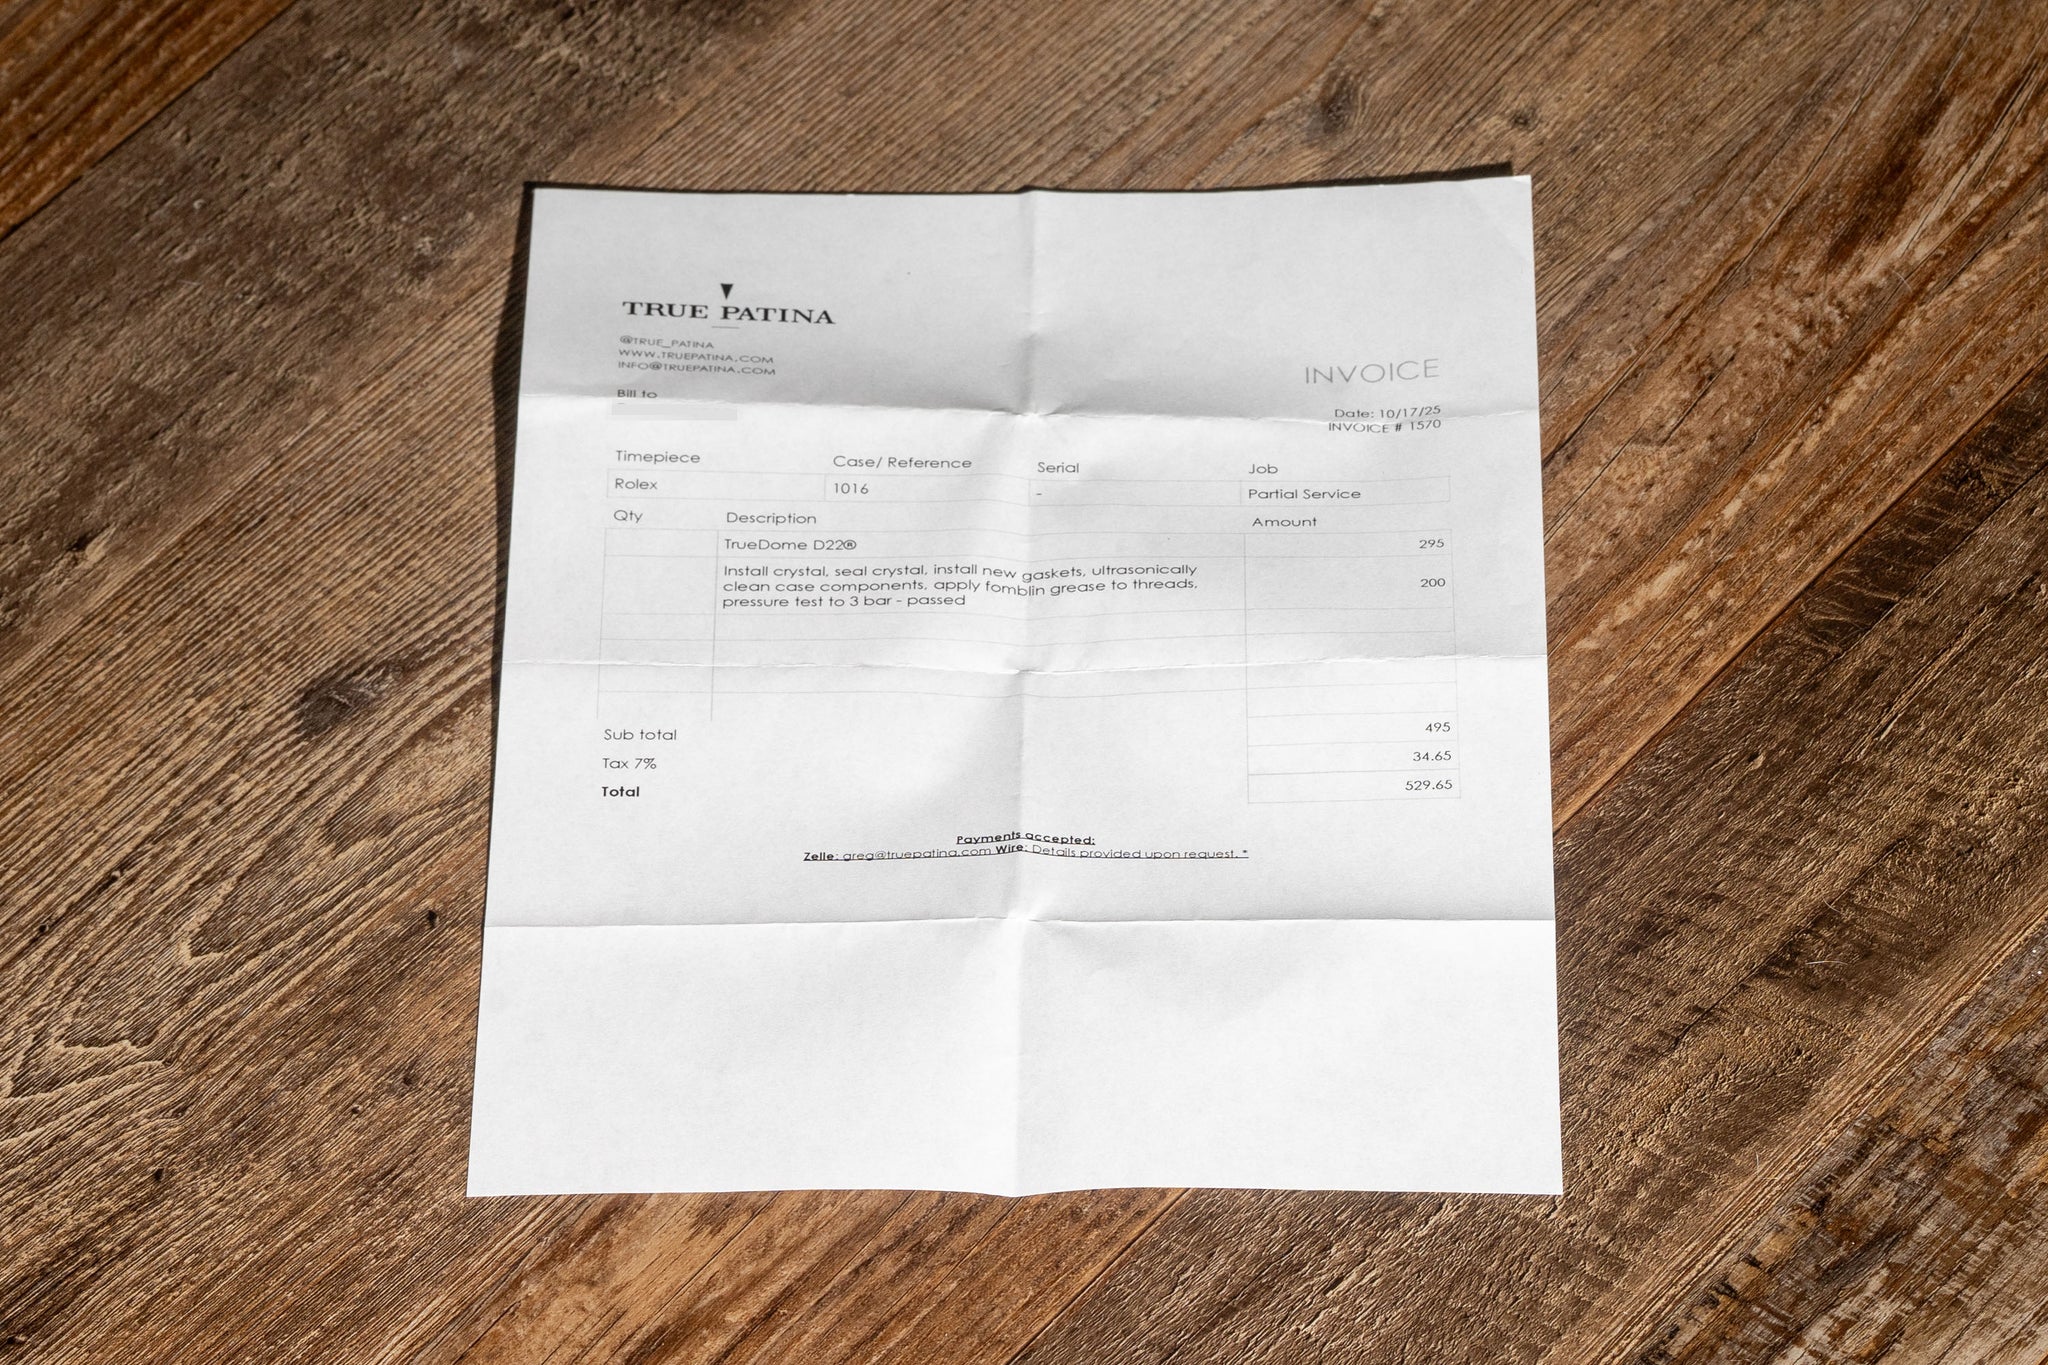 TRUE PATINA
@TRUE_PATINA
WWW.TRUEPATINA.COM
INFO@TRUEPATINA.COM
INVOICE
Bill to
Date: 10/17/25
INVOICE # 1570
Timepiece Case/ Reference Serial Job
Rolex 1016 - Partial Service
Qty Description Amount
TrueDome D22® 295
Install crystal, seal crystal, install new gaskets, ultrasonically
clean case components, apply fomblin grease to threads, 200
pressure test to 3 bar - passed
Sub total 495
Tax 7% 34.65
Total 529.65
Payments accepted:
Zelle: greg@truepatina.com Wire: Details provided upon request. *